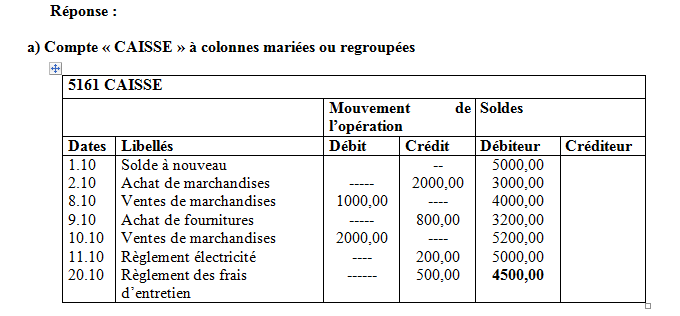 Réponse :
a) Compte « CAISSE » à colonnes mariées ou regroupées
5161 CAISSE
Mouvement de l’opération Soldes
Dates Libellés Débit Crédit Débiteur Créditeur
1.10 Solde à nouveau -- 5000,00
2.10 Achat de marchandises ----- 2000,00 3000,00
8.10 Ventes de marchandises 1000,00 ---- 4000,00
9.10 Achat de fournitures ----- 800,00 3200,00
10.10 Ventes de marchandises 2000,00 ---- 5200,00
11.10 Règlement électricité ---- 200,00 5000,00
20.10 Règlement des frais ------ 500,00 4500,00
d’entretien